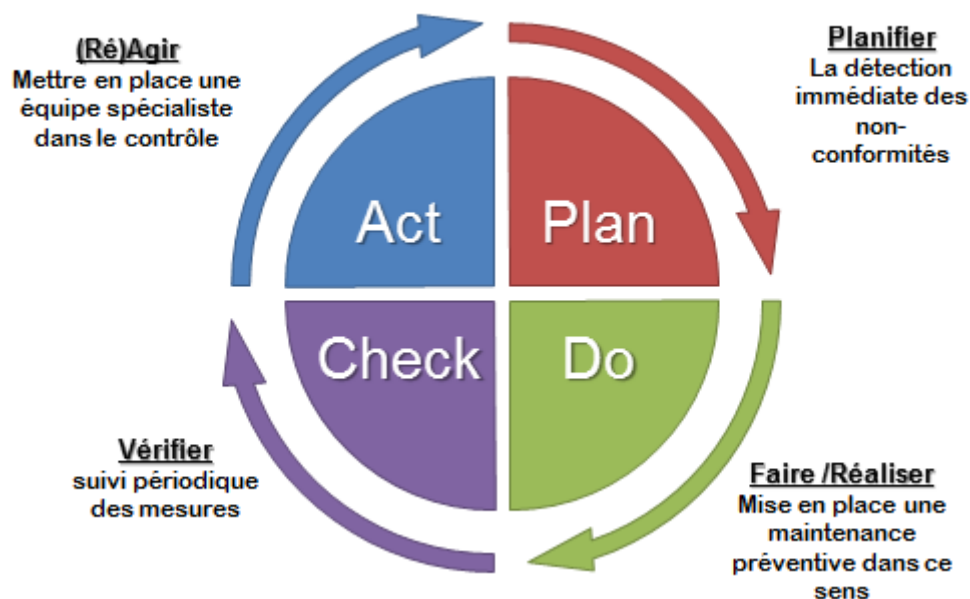 (Ré)Agir
Mettre en place une
équipe spécialiste
dans le contrôle
Planifier
La détection
immédiate des
non-
conformités
Act
Plan
Check
Do
Vérifier
suivi périodique
des mesures
Faire /Réaliser
Mise en place une
maintenance
préventive dans ce
sens